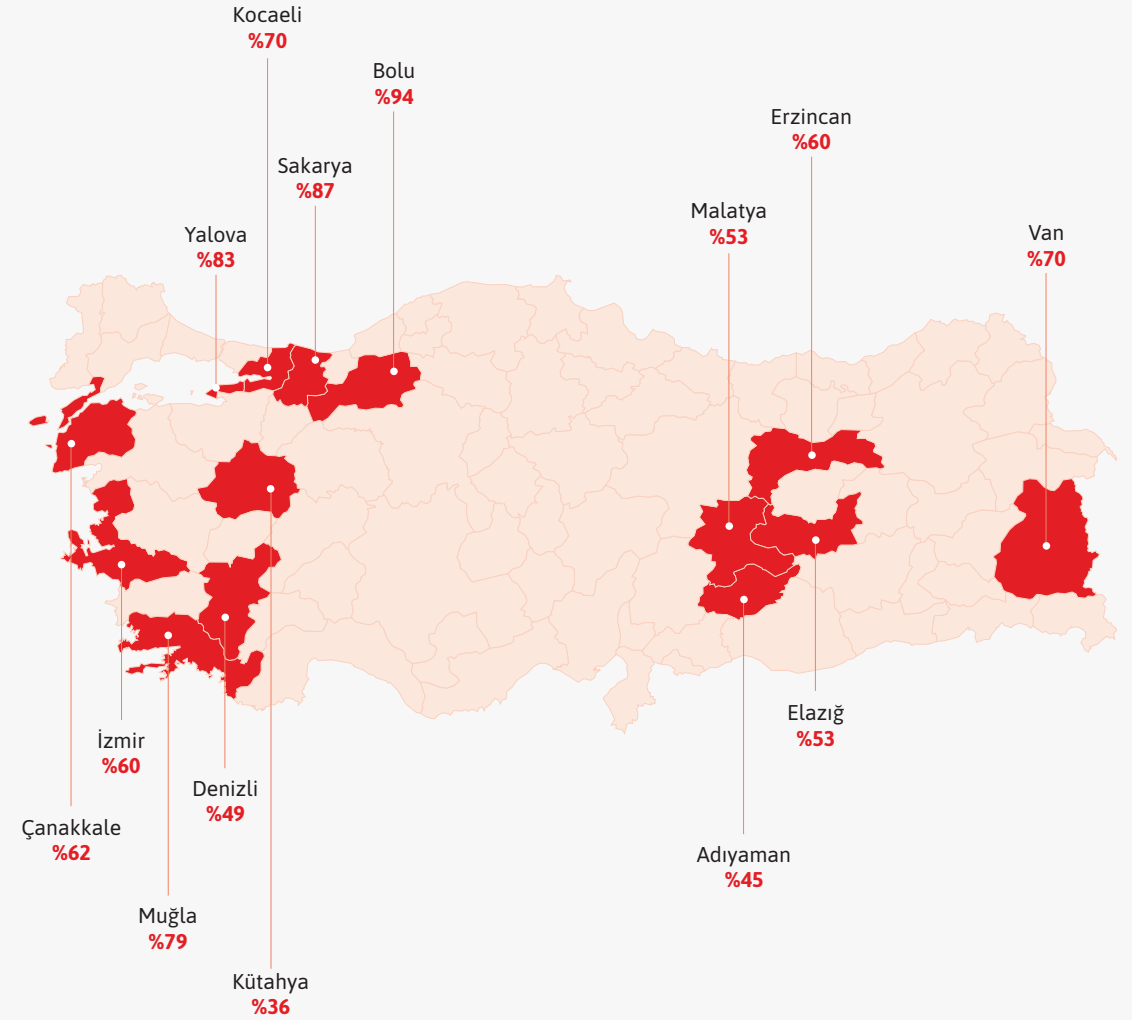 Kocaeli
%70
Bolu
%94
Erzincan
%60
Sakarya
%87
Malatya
%53
Yalova
%83
Van
%70
Elazığ
%53
İzmir
%60
Denizli
%49
Çanakkale
%62
Adıyaman
%45
Muğla
%79
Kütahya
%36